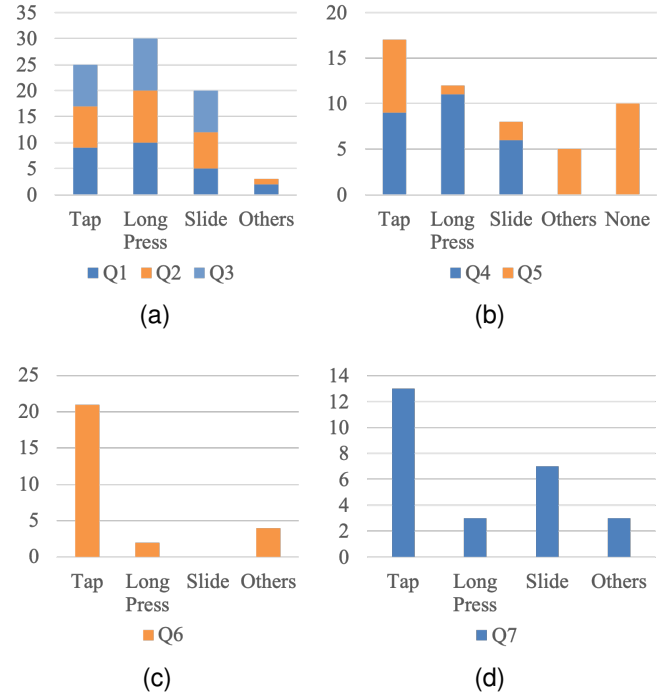 35
30
25
20
15
10
5
0
Tap Long Press Slide Others
Q1 Q2 Q3
(a)
20
15
10
5
0
Tap Long Press Slide Others None
Q4 Q5
(b)
25
20
15
10
5
0
Tap Long Press Slide Others
Q6
(c)
14
12
10
8
6
4
2
0
Tap Long Press Slide Others
Q7
(d)